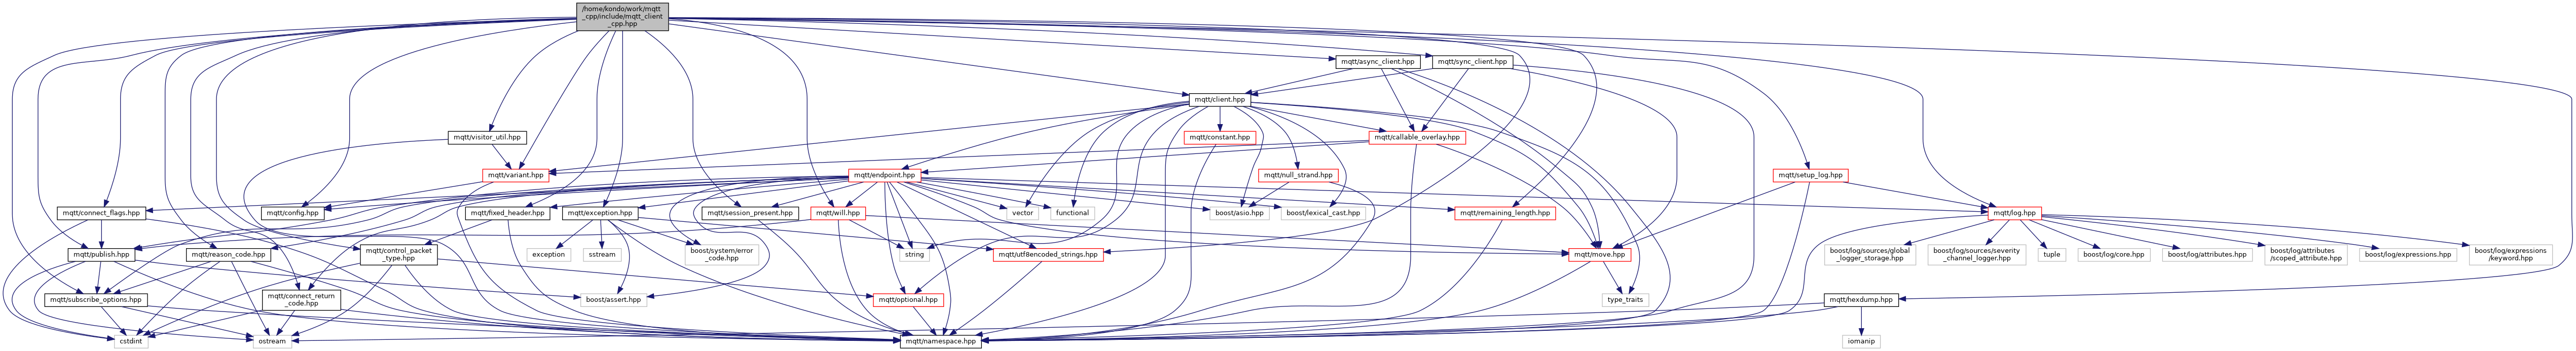 /home/kondo/work/mqtt
_cpp/include/mqtt_client
_cpp.hpp
mqtt/async_client.hpp
mqtt/sync_client.hpp
mqtt/client.hpp
mqtt/visitor_util.hpp
mqtt/constant.hpp
mqtt/callable_overlay.hpp
mqtt/variant.hpp
mqtt/endpoint.hpp
mqtt/null_strand.hpp
mqtt/setup_log.hpp
mqtt/connect_flags.hpp
mqtt/config.hpp
mqtt/fixed_header.hpp
mqtt/exception.hpp
mqtt/session_present.hpp
mqtt/will.hpp
vector
functional
boost/asio.hpp
boost/lexical_cast.hpp
mqtt/remaining_length.hpp
mqtt/log.hpp
mqtt/publish.hpp
mqtt/reason_code.hpp
mqtt/control_packet
_type.hpp
exception
sstream
boost/system/error
_code.hpp
string
mqtt/utf8encoded_strings.hpp
mqtt/move.hpp
boost/log/sources/global
_logger_storage.hpp
boost/log/sources/severity
_channel_logger.hpp
tuple
boost/log/core.hpp
boost/log/attributes.hpp
boost/log/attributes
/scoped_attribute.hpp
boost/log/expressions.hpp
boost/log/expressions
/keyword.hpp
mqtt/subscribe_options.hpp
mqtt/connect_return
_code.hpp
boost/assert.hpp
mqtt/optional.hpp
type_traits
mqtt/hexdump.hpp
cstdint
ostream
mqtt/namespace.hpp
iomanip